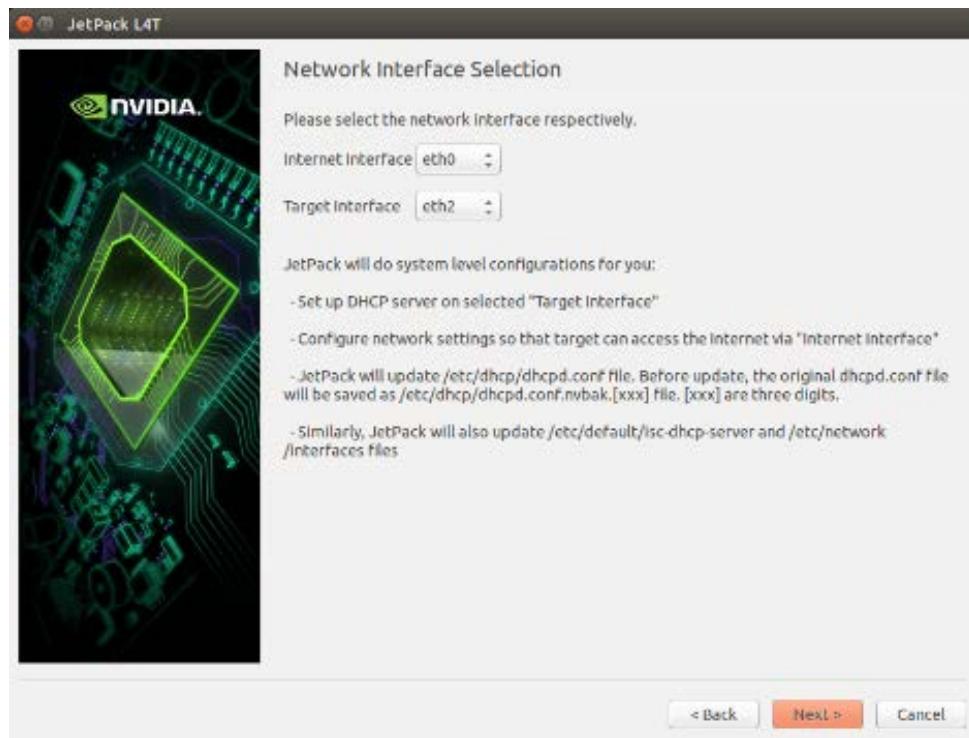 JetPack L4T
NVIDIA.
Network Interface Selection
Please select the network interface respectively.
Internet Interface eth0
Target Interface eth2
JetPack will do system level configurations for you:
- Set up DHCP server on selected "Target Interface"
- Configure network settings so that target can access the internet via "Internet Interface"
- JetPack will update /etc/dhcp/dhcpd.conf file. Before update, the original dhcpd.conf file
will be saved as /etc/dhcp/dhcpd.conf.nvbak.[xxx] file. [xxx] are three digits.
- Similarly, JetPack will also update /etc/default/isc-dhcp-server and /etc/network
/interfaces files
< Back Next > Cancel